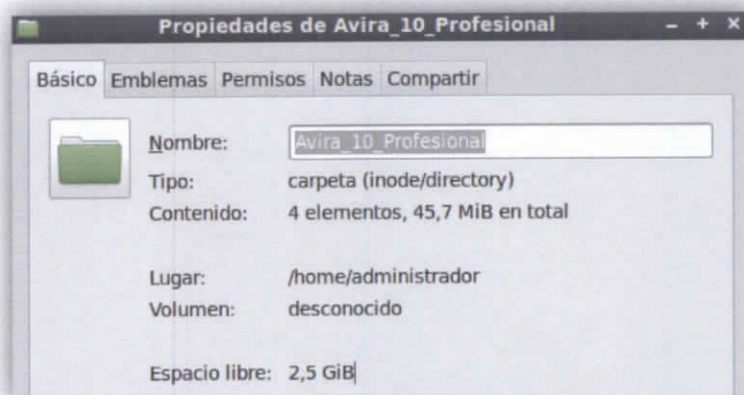 Propiedades de Avira_10_Profesional
Básico Emblemas Permisos Notas Compartir
Nombre: Avira_10_Profesional
Tipo: carpeta (inode/directory)
Contenido: 4 elementos, 45,7 MiB en total
Lugar: /home/administrador
Volumen: desconocido
Espacio libre: 2,5 GiB